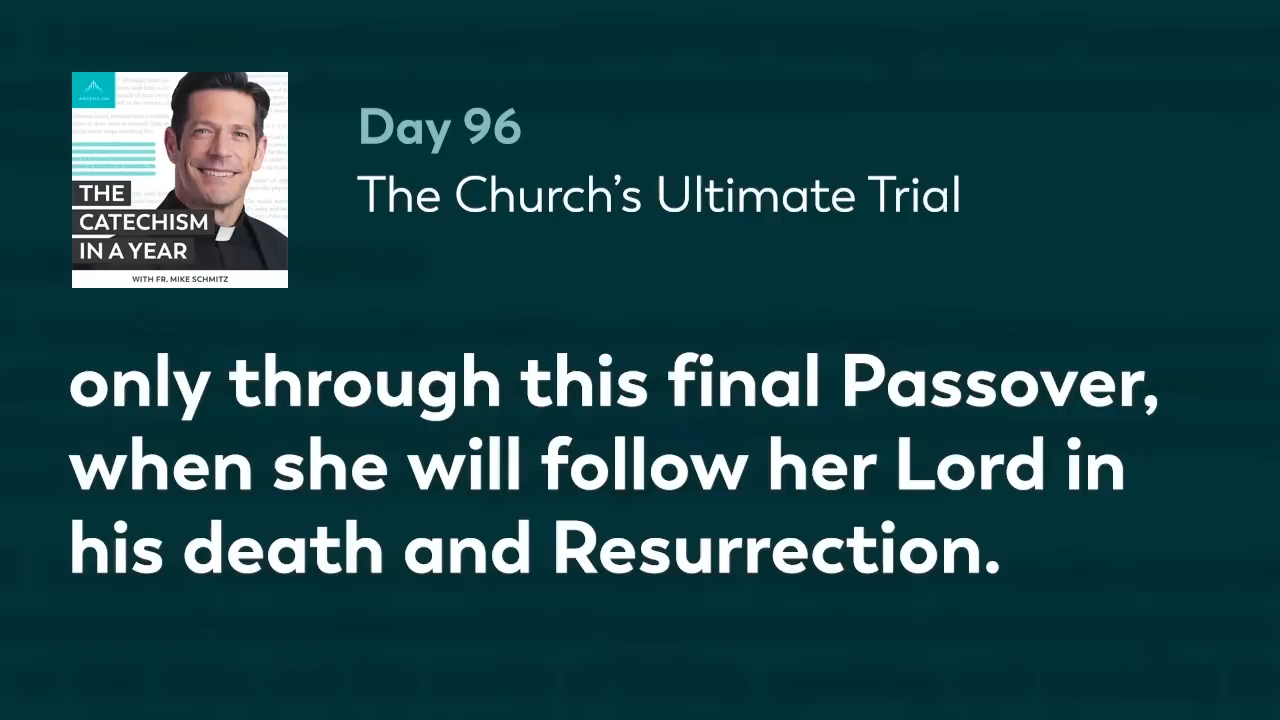 ASCENSION
THE
CATECHISM
IN A YEAR
WITH FR. MIKE SCHMITZ
Day 96
The Church’s Ultimate Trial
only through this final Passover,
when she will follow her Lord in
his death and Resurrection.